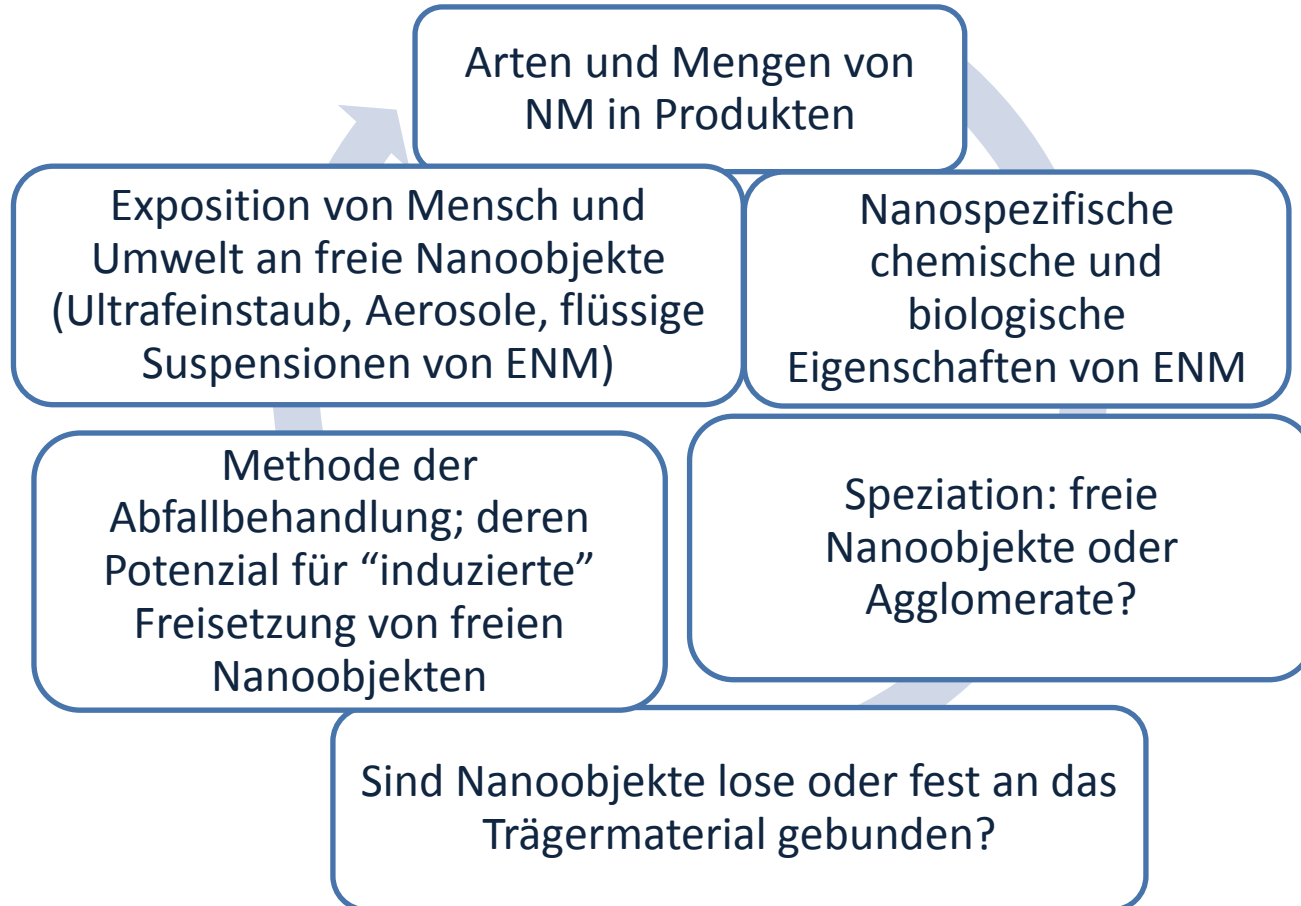 Arten und Mengen von
NM in Produkten
Nanospezifische
chemische und
biologische
Eigenschaften von ENM
Speziation: freie
Nanoobjekte oder
Agglomerate?
Sind Nanoobjekte lose oder fest an das
Trägermaterial gebunden?
Methode der
Abfallbehandlung; deren
Potenzial für “induzierte”
Freisetzung von freien
Nanoobjekten
Exposition von Mensch und
Umwelt an freie Nanoobjekte
(Ultrafeinstaub, Aerosole, flüssige
Suspensionen von ENM)